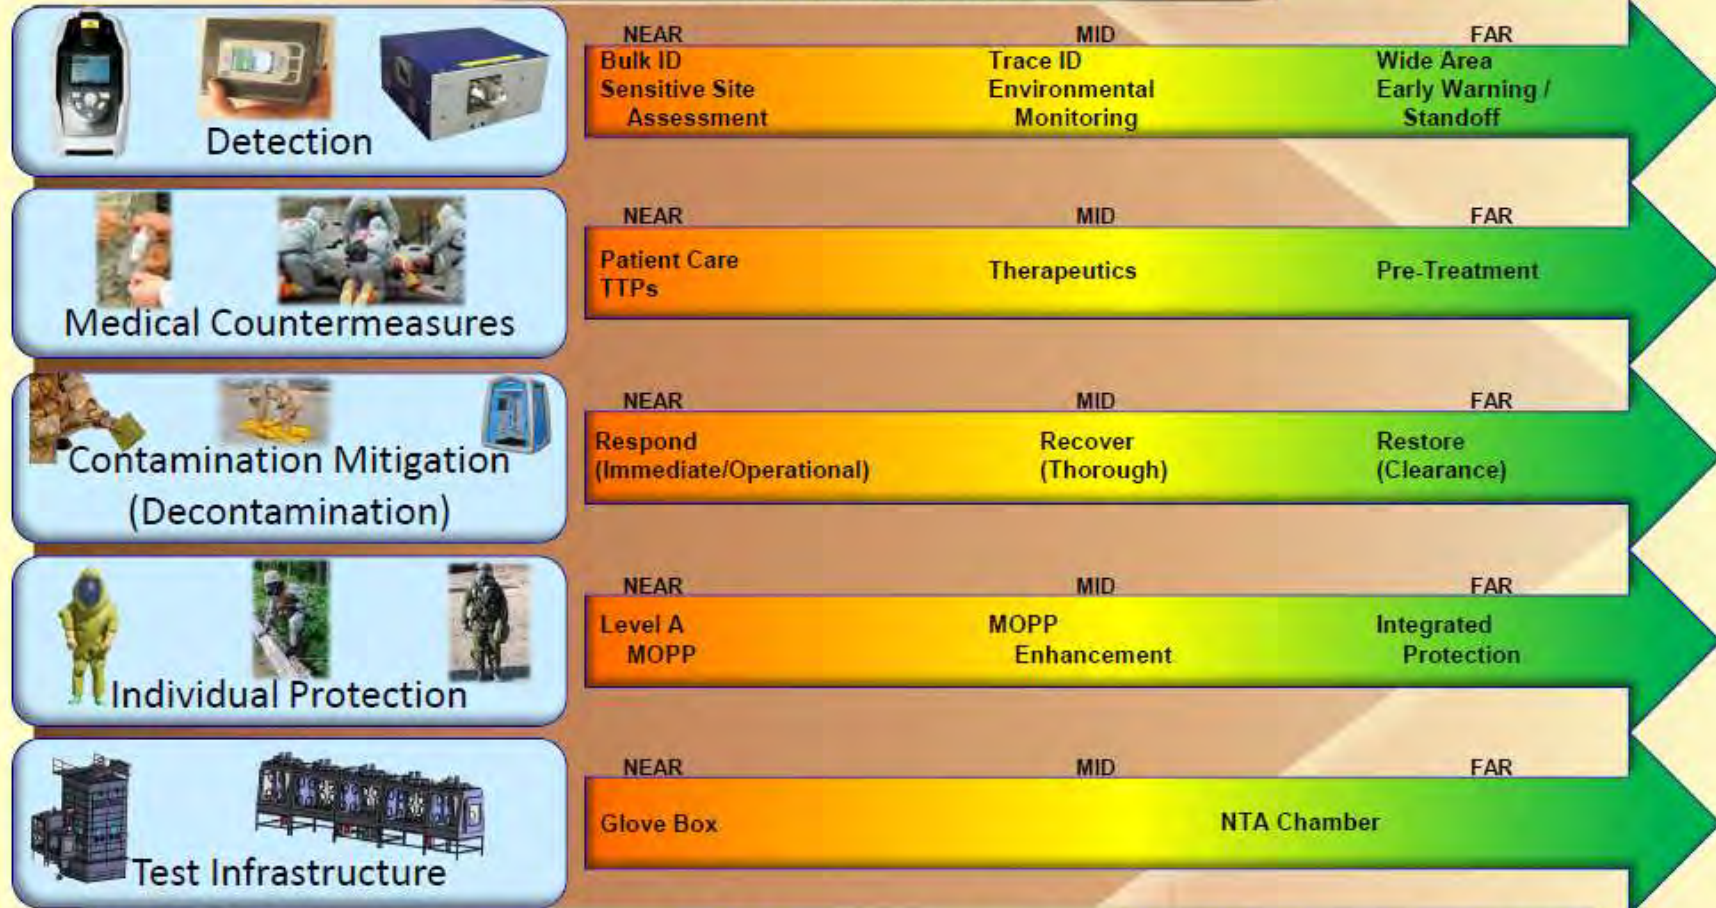 Detection
NEAR MID FAR
Bulk ID Trace ID Wide Area
Sensitive Site Environmental Early Warning /
Assessment Monitoring Standoff
Medical Countermeasures
NEAR MID FAR
Patient Care
TTPs
Therapeutics
Pre-Treatment
Contamination Mitigation
(Decontamination)
NEAR MID FAR
Respond Recover Restore
(Immediate/Operational) (Thorough) (Clearance)
Individual Protection
NEAR MID FAR
Level A MOPP Integrated
MOPP Enhancement Protection
Test Infrastructure
NEAR MID FAR
Glove Box NTA Chamber